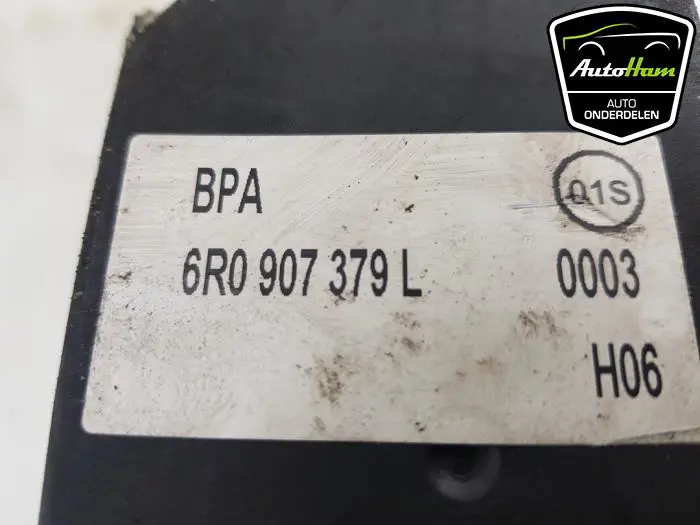 AutoHam
AUTO
ONDERDELEN
BPA
01S
6R0 907 379 L 0003
H06